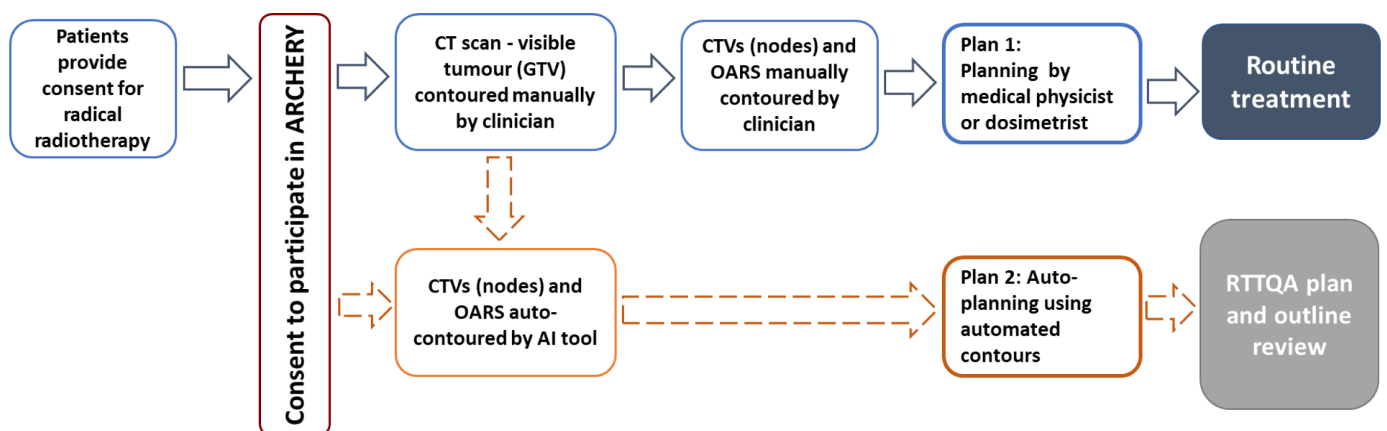 Patients
provide
consent for
radical
radiotherapy
Consent to participate in ARCHERY
CT scan - visible
tumour (GTV)
contoured manually
by clinician
CTVs (nodes) and
OARS manually
contoured by
clinician
Plan 1:
Planning by
medical physicist
or dosimetrist
Routine
treatment
CTVs (nodes) and
OARS auto-
contoured by AI tool
Plan 2: Auto-
planning using
automated
contours
RTTQA plan
and outline
review